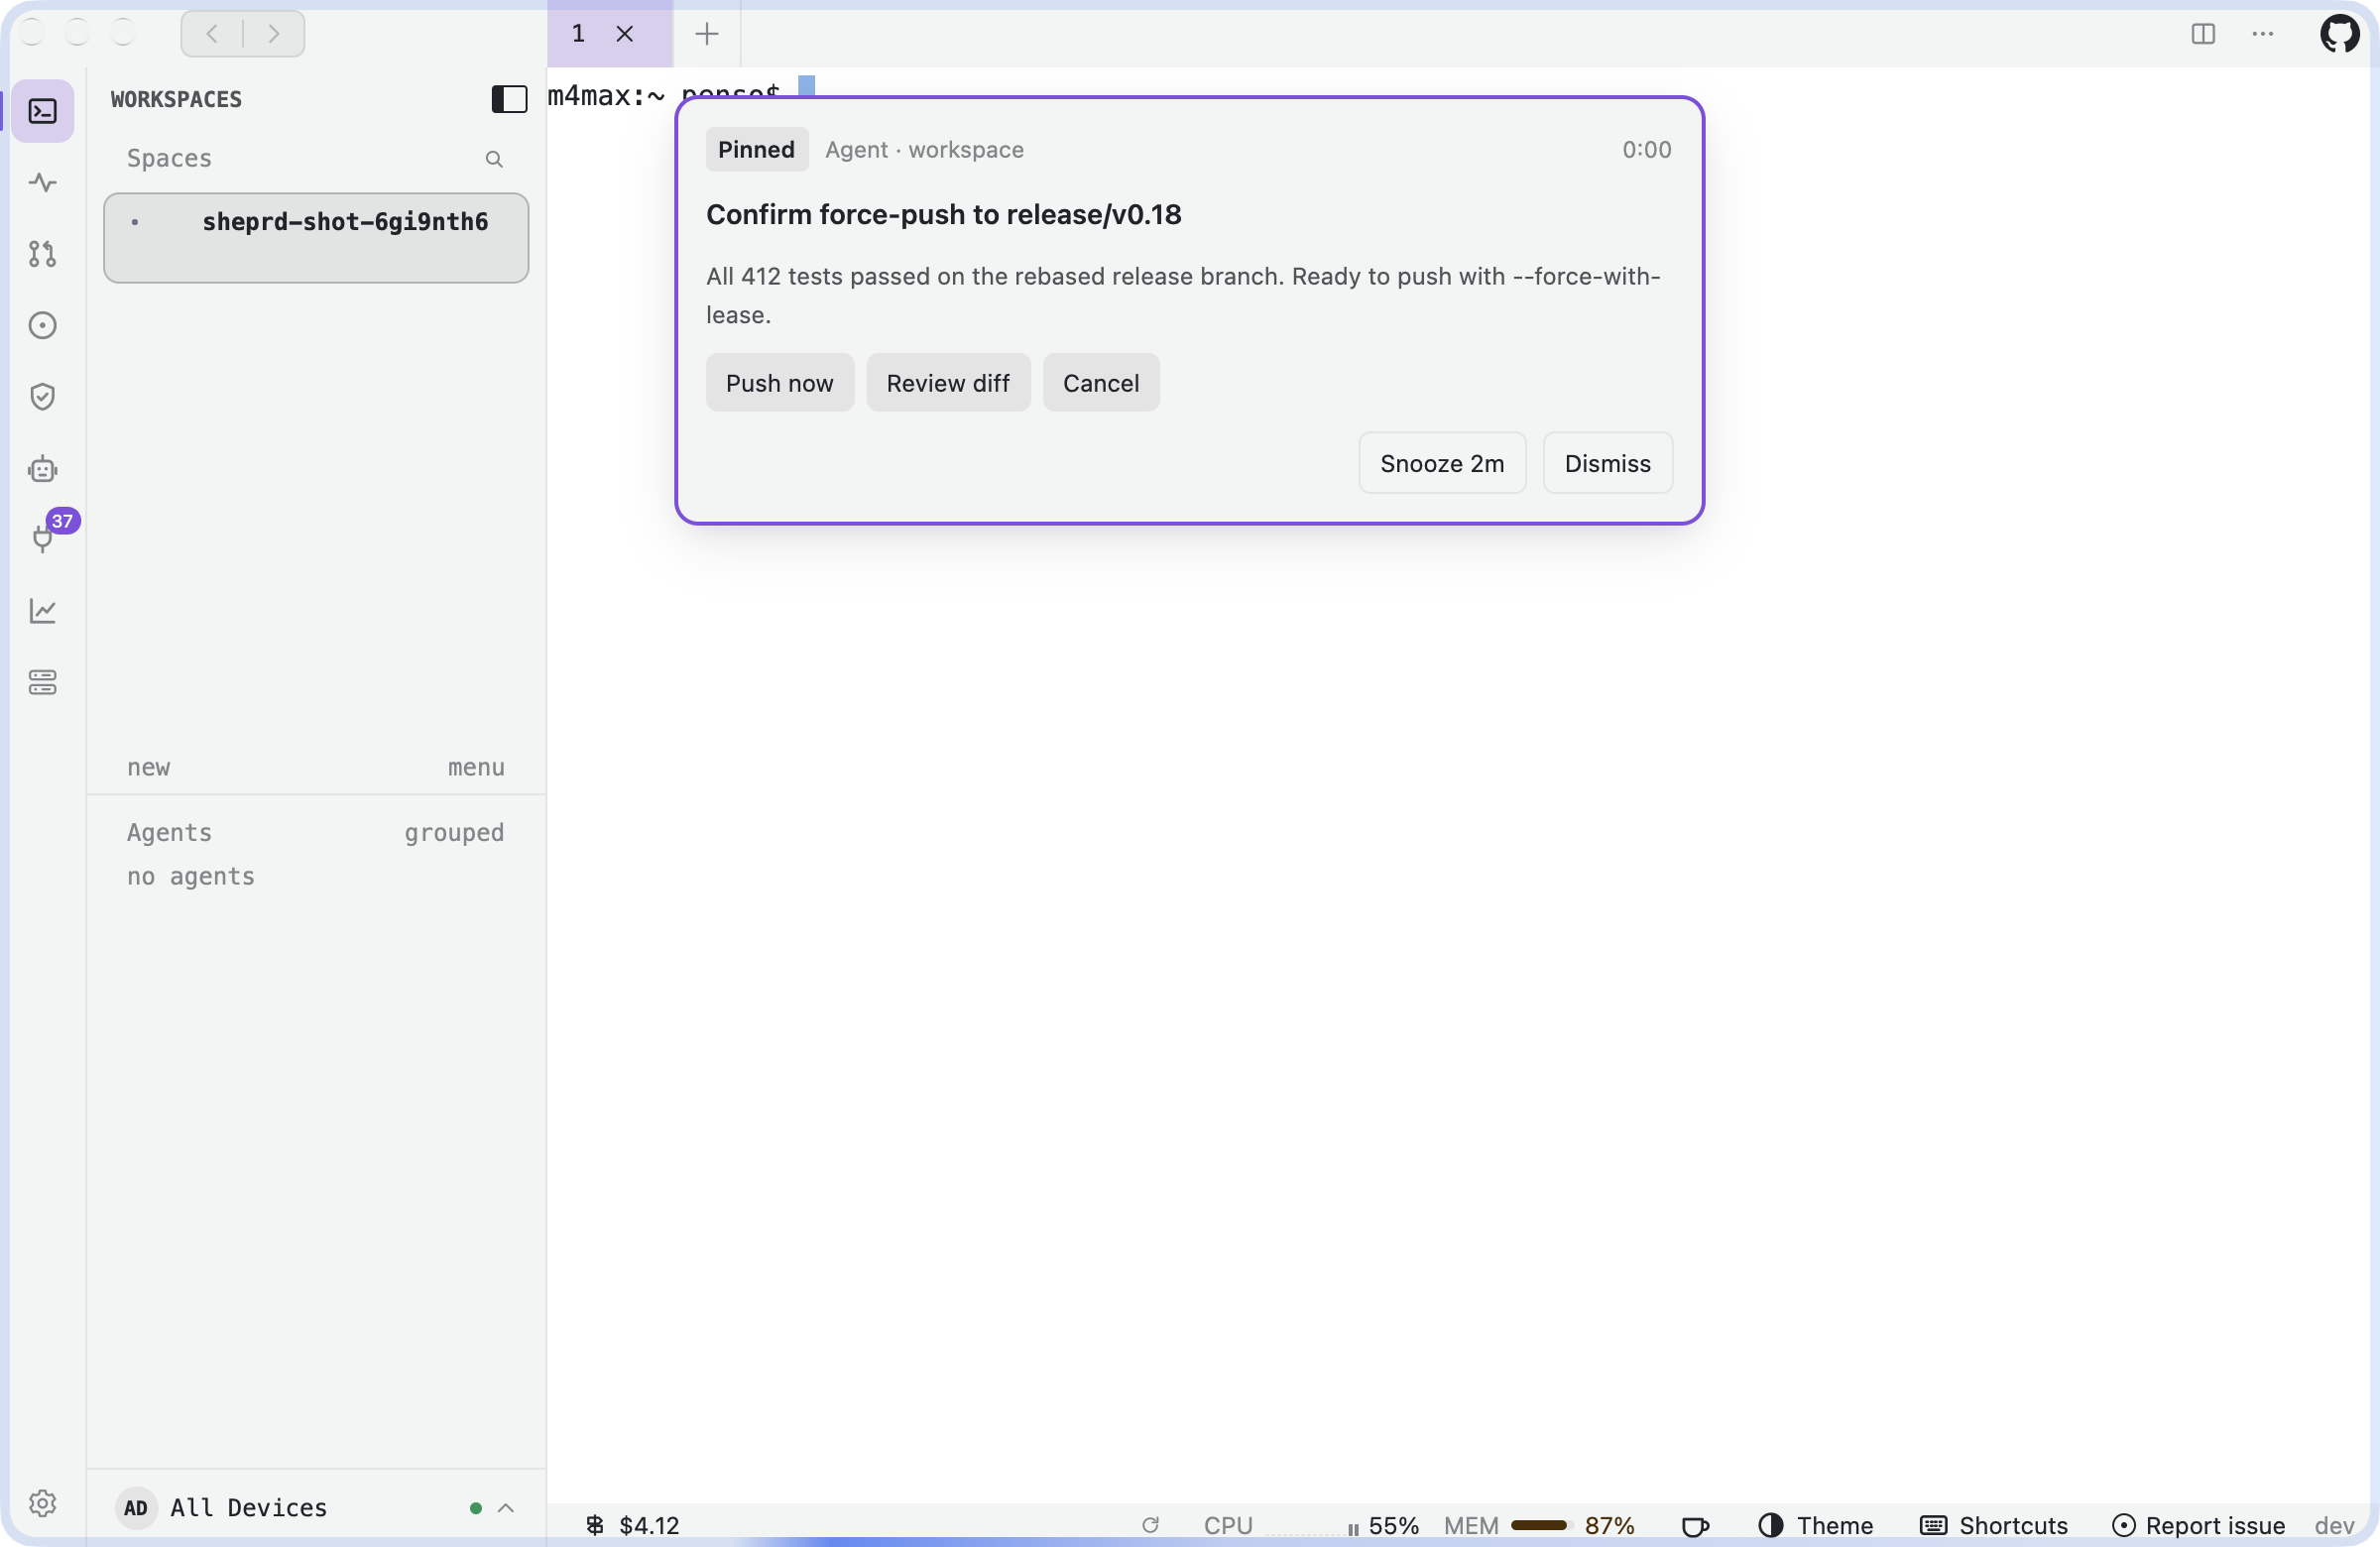 1
WORKSPACES
Spaces
sheprd-shot-6gi9nth6
37
new menu
Agents grouped
no agents
AD All Devices
m4max:~ penso$
Pinned Agent · workspace 0:00
Confirm force-push to release/v0.18
All 412 tests passed on the rebased release branch. Ready to push with --force-with-
lease.
Push now Review diff Cancel
Snooze 2m Dismiss
$4.12 CPU 55% MEM 87% Theme Shortcuts Report issue dev